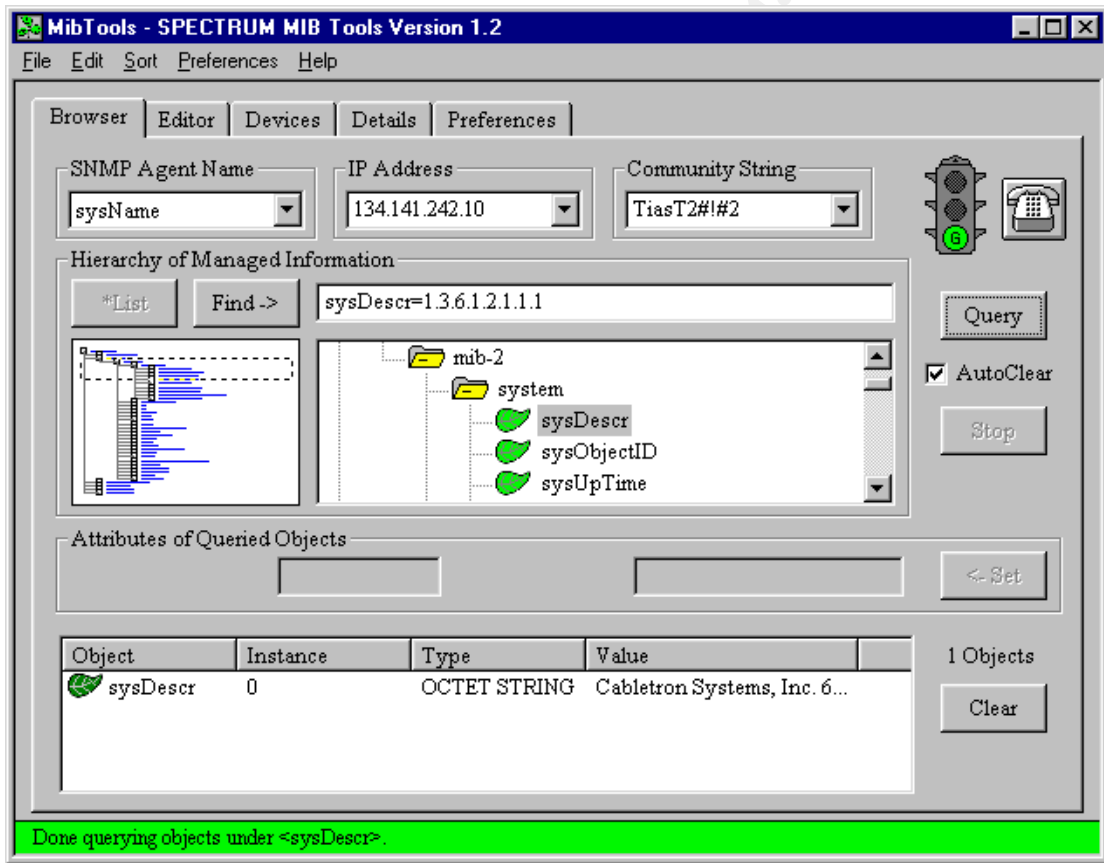 MibTools - SPECTRUM MIB Tools Version 1.2
File Edit Sort Preferences Help
Browser Editor Devices Details Preferences
SNMP Agent Name IP Address Community String
sysName 134.141.242.10 TiasT2#!#2
G
Hierarchy of Managed Information
*List Find -> sysDescr=1.3.6.1.2.1.1.1
Query
mib-2
system
AutoClear
sysDescr
Stop
sysObjectID
sysUpTime
Attributes of Queried Objects
<- Set
Object Instance Type Value
1 Objects
sysDescr 0 OCTET STRING Cabletron Systems, Inc. 6...
Clear
Done querying objects under <sysDescr>.